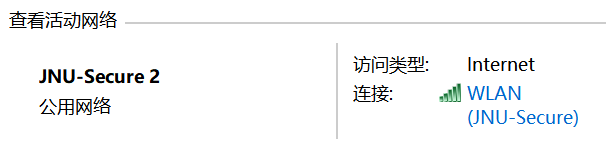 查看活动网络
JNU-Secure 2
公用网络
访问类型: Internet
连接: WLAN
(JNU-Secure)